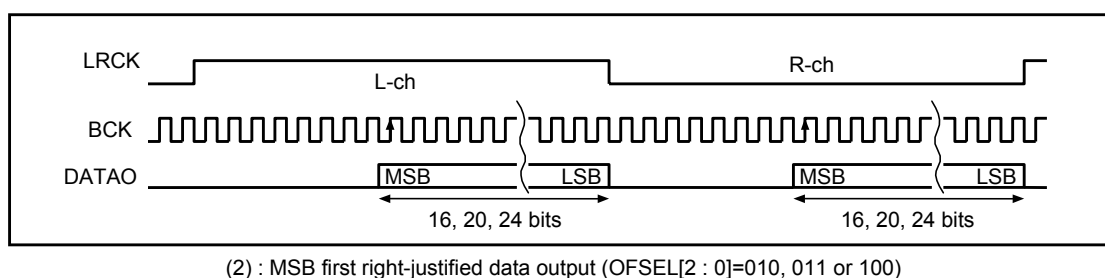 LRCK
L-ch
R-ch
BCK
DATAO
MSB
LSB
MSB
LSB
16, 20, 24 bits
16, 20, 24 bits
(2) : MSB first right-justified data output (OFSEL[2 : 0]=010, 011 or 100)